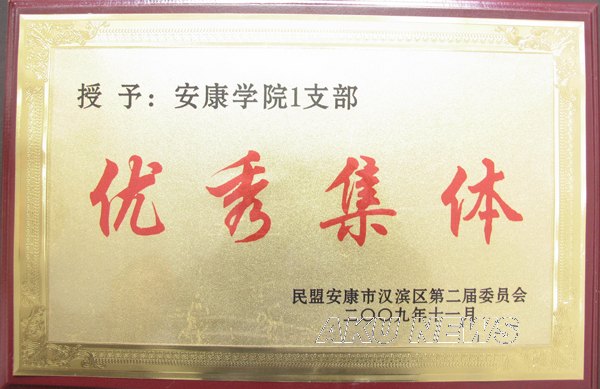 授 予：安康学院1支部
优秀集体
民盟安康市汉滨区第二届委员会
二〇〇九年十一月
AKU NEWS